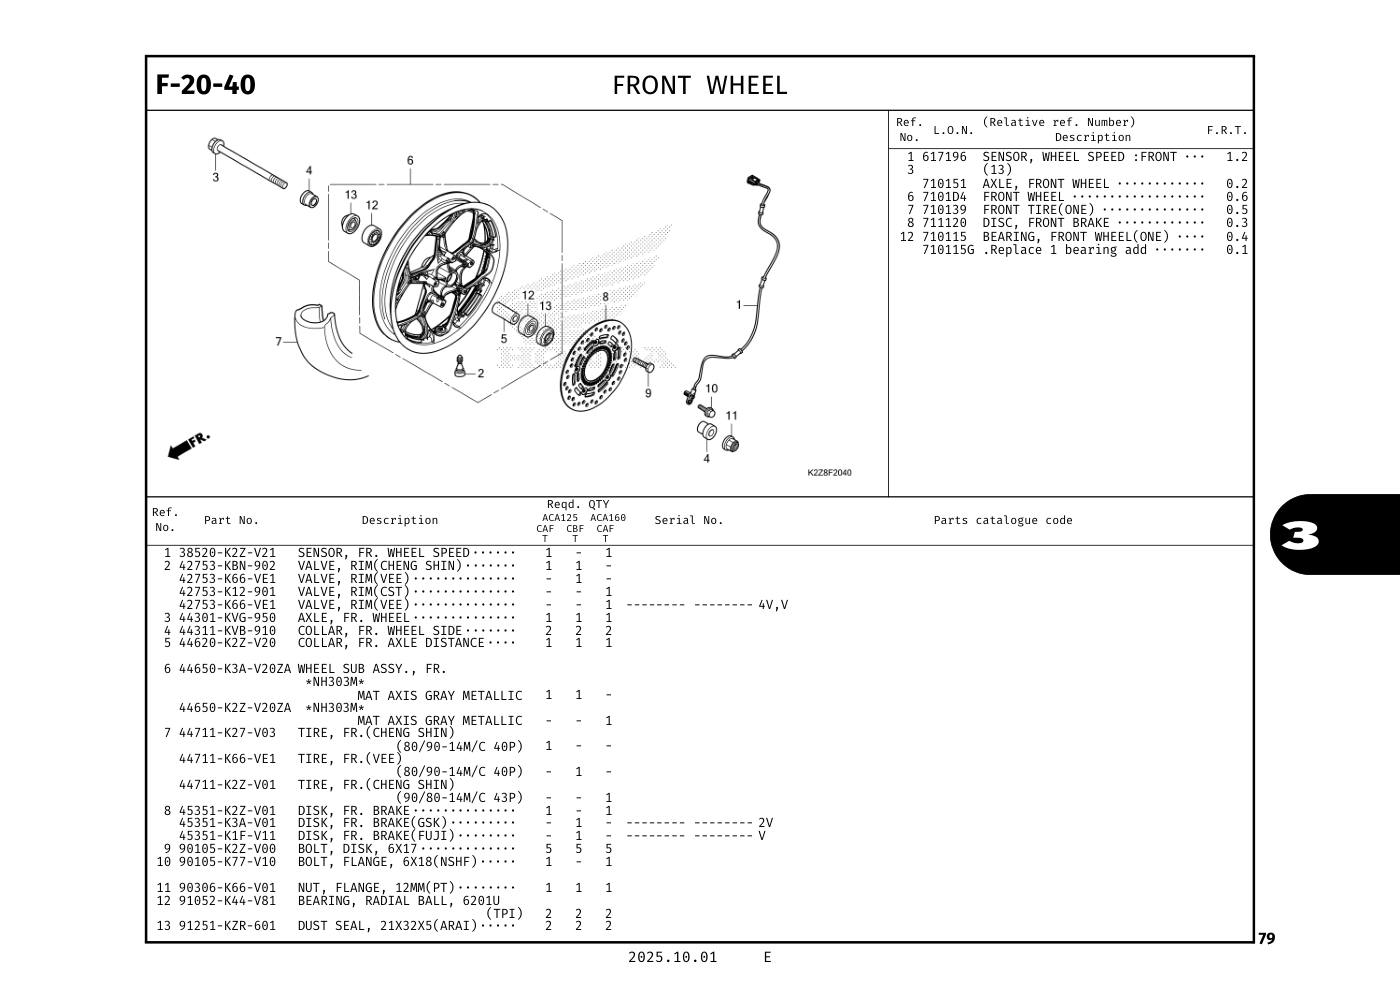 F-20-40
FRONT WHEEL
3
4
13
12
6
7
2
5
12
13
8
9
1
10
11
4
FR.
HONDA
K2Z8F2040
Ref. No. L.O.N. (Relative ref. Number) Description F.R.T.
1 617196 SENSOR, WHEEL SPEED :FRONT ··· 1.2
3 (13)
710151 AXLE, FRONT WHEEL ············ 0.2
6 7101D4 FRONT WHEEL ·················· 0.6
7 710139 FRONT TIRE(ONE) ·············· 0.5
8 711120 DISC, FRONT BRAKE ············ 0.3
12 710115 BEARING, FRONT WHEEL(ONE) ···· 0.4
710115G .Replace 1 bearing add ······· 0.1
Reqd. QTY
Ref. No. Part No. Description ACA125 ACA160 Serial No. Parts catalogue code
CAF CBF CAF
T T T
1 38520-K2Z-V21 SENSOR, FR. WHEEL SPEED······ 1 - 1
2 42753-KBN-902 VALVE, RIM(CHENG SHIN)······· 1 1 -
42753-K66-VE1 VALVE, RIM(VEE)·············· - 1 -
42753-K12-901 VALVE, RIM(CST)·············· - - 1
42753-K66-VE1 VALVE, RIM(VEE)·············· - - 1 -------- -------- 4V,V
3 44301-KVG-950 AXLE, FR. WHEEL·············· 1 1 1
4 44311-KVB-910 COLLAR, FR. WHEEL SIDE······· 2 2 2
5 44620-K2Z-V20 COLLAR, FR. AXLE DISTANCE···· 1 1 1
6 44650-K3A-V20ZA WHEEL SUB ASSY., FR.
*NH303M*
MAT AXIS GRAY METALLIC 1 1 -
44650-K2Z-V20ZA *NH303M*
MAT AXIS GRAY METALLIC - - 1
7 44711-K27-V03 TIRE, FR.(CHENG SHIN)
(80/90-14M/C 40P) 1 - -
44711-K66-VE1 TIRE, FR.(VEE)
(80/90-14M/C 40P) - 1 -
44711-K2Z-V01 TIRE, FR.(CHENG SHIN)
(90/80-14M/C 43P) - - 1
8 45351-K2Z-V01 DISK, FR. BRAKE·············· 1 - 1
45351-K3A-V01 DISK, FR. BRAKE(GSK)········· - 1 - -------- -------- 2V
45351-K1F-V11 DISK, FR. BRAKE(FUJI)········ - 1 - -------- -------- V
9 90105-K2Z-V00 BOLT, DISK, 6X17············· 5 5 5
10 90105-K77-V10 BOLT, FLANGE, 6X18(NSHF)····· 1 - 1
11 90306-K66-V01 NUT, FLANGE, 12MM(PT)········ 1 1 1
12 91052-K44-V81 BEARING, RADIAL BALL, 6201U
(TPI) 2 2 2
13 91251-KZR-601 DUST SEAL, 21X32X5(ARAI)····· 2 2 2
3
79
2025.10.01 E